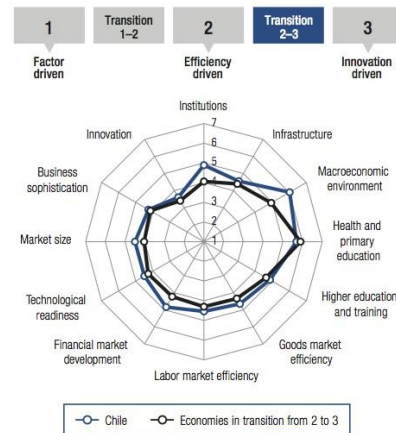 1
Transition
1–2
2
Transition
2–3
3
Factor
driven
Efficiency
driven
Innovation
driven
Institutions
7
6
5
4
3
2
1
Innovation
Infrastructure
Business
sophistication
Macroeconomic
environment
Market size
Health and
primary
education
Technological
readiness
Higher education
and training
Financial market
development
Goods market
efficiency
Labor market efficiency
Chile
Economies in transition from 2 to 3